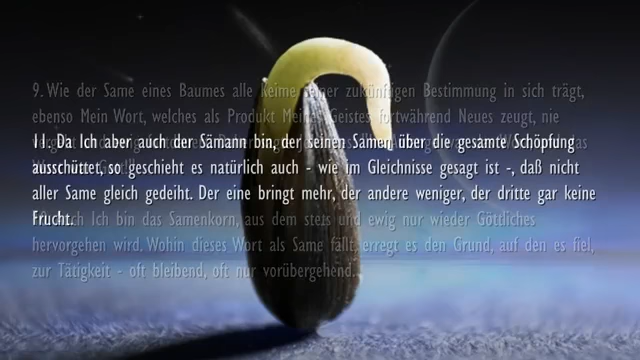 9. Wie der Same eines Baumes alle Keime seiner zukünftigen Bestimmung in sich trägt,
ebenso Mein Wort, welches als Produkt Meines Geistes fortwährend Neues zeugt, nie
11. Da Ich aber auch der Sämann bin, der seinen Samen über die gesamte Schöpfung
ausschüttet, so geschieht es natürlich auch - wie im Gleichnisse gesagt ist -, daß nicht
aller Same gleich gedeiht. Der eine bringt mehr, der andere weniger, der dritte gar keine
Frucht.
Ich bin das Samenkorn, aus dem stets und ewig nur wieder Göttliches
hervorgehen wird. Wohin dieses Wort als Same fällt, erregt es den Grund, auf den es fiel,
zur Tätigkeit - oft bleibend, oft nur vorübergehend.